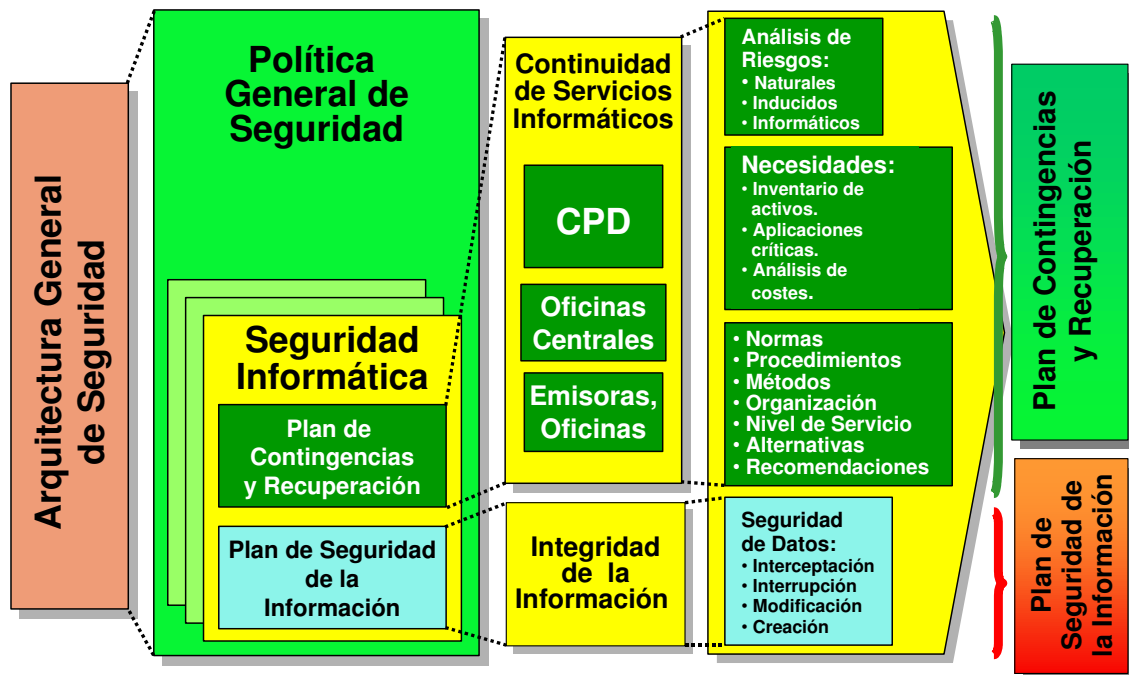 Arquitectura General
de Seguridad
Política
General de
Seguridad
Seguridad
Informática
Plan de
Contingencias
y Recuperación
Plan de Seguridad
de la
Información
Continuidad
de Servicios
Informáticos
CPD
Oficinas
Centrales
Emisoras,
Oficinas
Integridad
de la
Información
Análisis de
Riesgos:
• Naturales
• Inducidos
• Informáticos
Necesidades:
• Inventario de
activos.
• Aplicaciones
críticas.
• Análisis de
costes.
• Normas
• Procedimientos
• Métodos
• Organización
• Nivel de Servicio
• Alternativas
• Recomendaciones
Seguridad
de Datos:
• Interceptación
• Interrupción
• Modificación
• Creación
Plan de Contingencias
y Recuperación
Plan de
Seguridad de
la Información